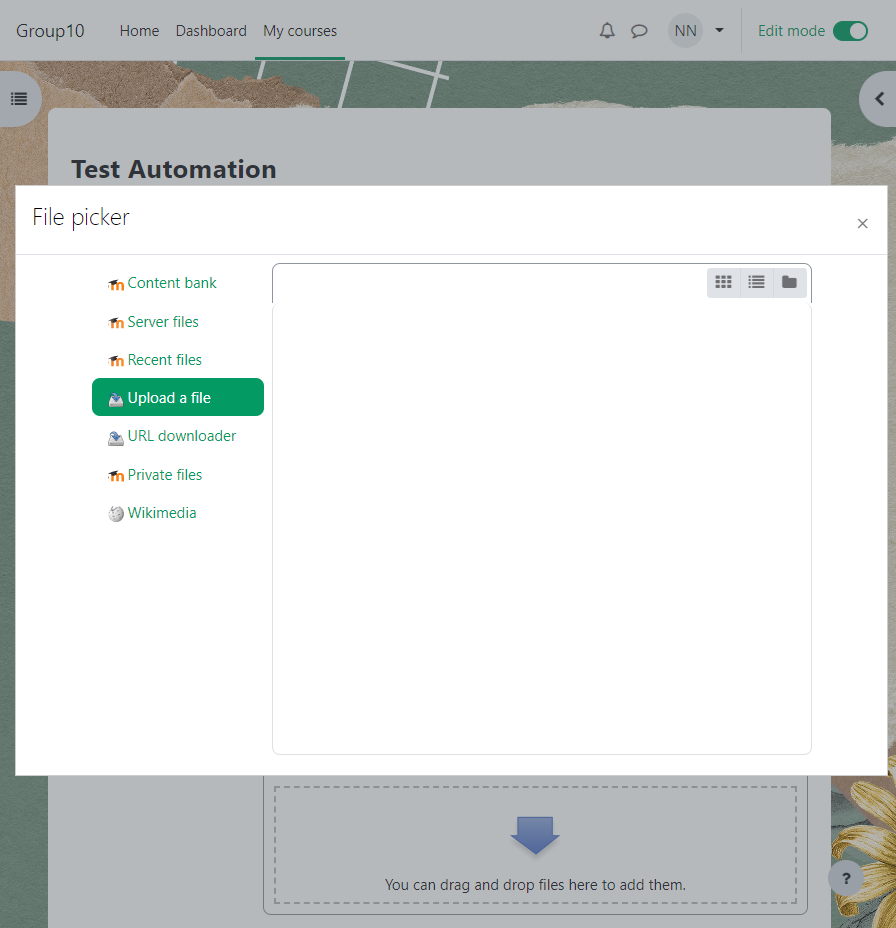 Group10 Home Dashboard My courses NN Edit mode
Test Automation
File picker ×
Content bank
Server files
Recent files
Upload a file
URL downloader
Private files
Wikimedia
You can drag and drop files here to add them.
?